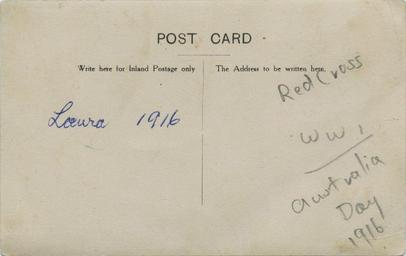 POST CARD
Write here for Inland Postage only
The Address to be written here.
Laura 1916
Red Cross
WW1
Australia
Day
1916